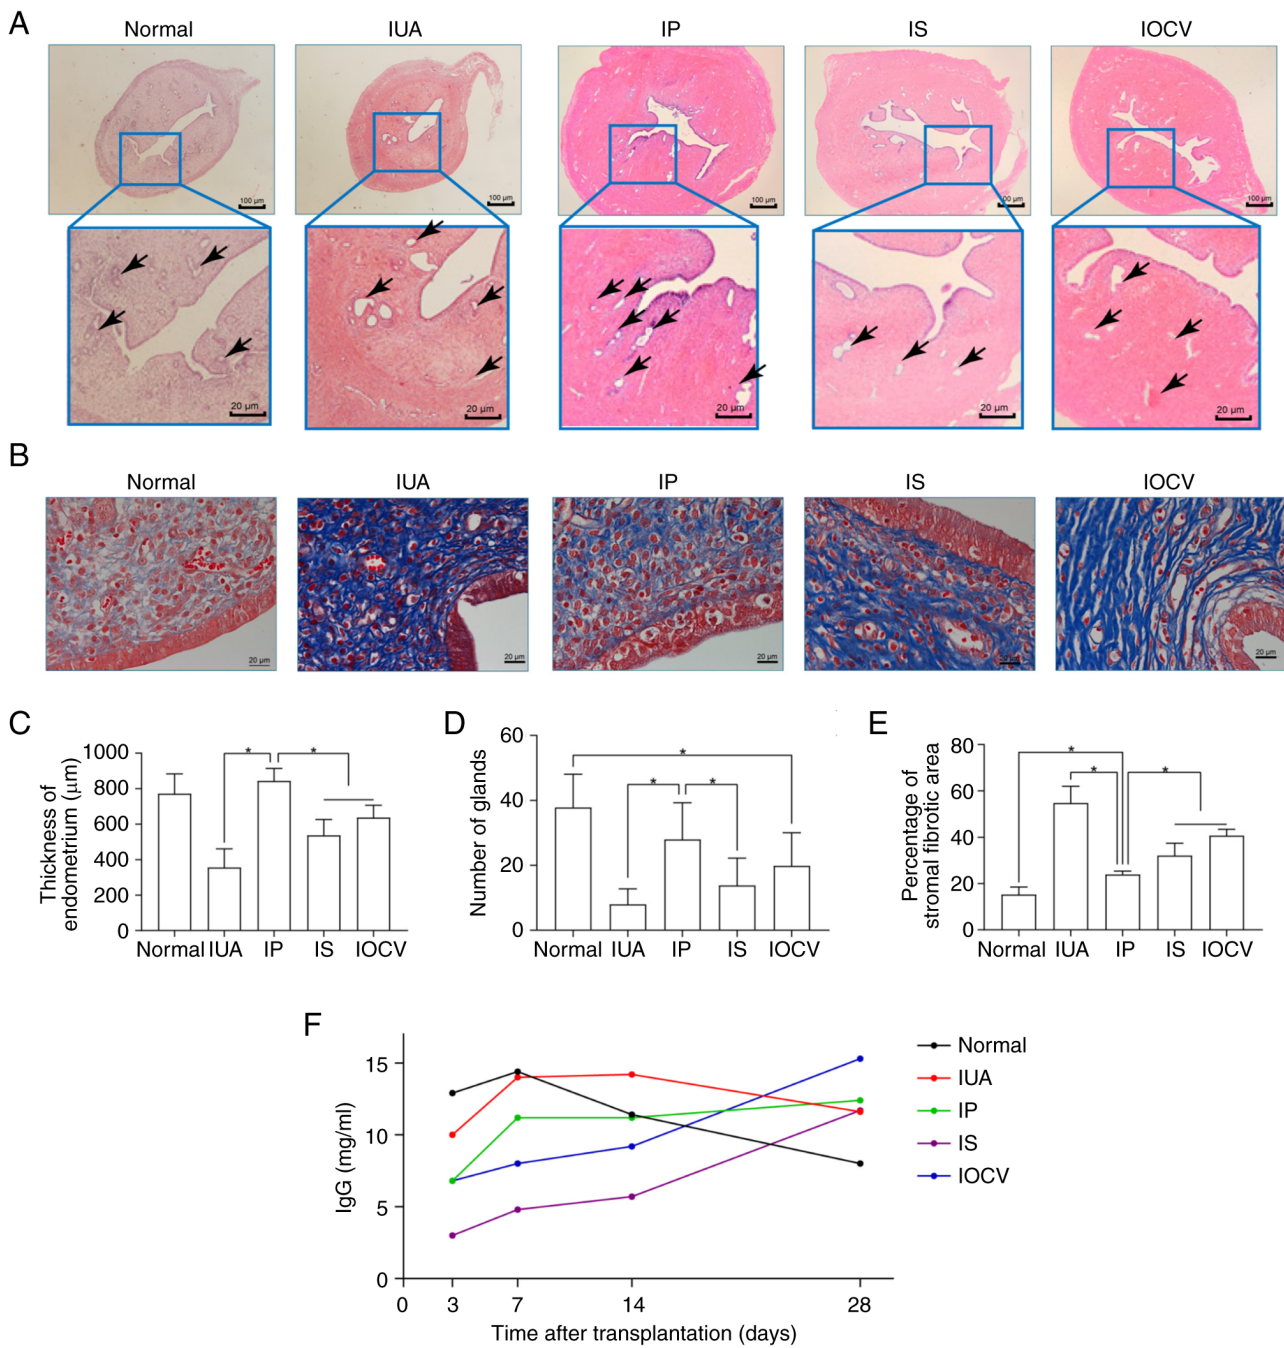 A
Normal
IUA
IP
IS
IOCV
100 μm
100 μm
100 μm
00 μm
100 μm
20 μm
20 μm
20 μm
20 μm
20 μm
B
Normal
IUA
IP
IS
IOCV
20 μm
20 μm
20 μm
20 μm
20 μm
C
Thickness of
endometrium (μm)
1000
800
600
400
200
0
* *
Normal IUA IP IS IOCV
D
Number of glands
60
40
20
0
*
* *
Normal IUA IP IS IOCV
E
Percentage of
stromal fibrotic area
80
60
40
20
0
*
* *
Normal IUA IP IS IOCV
F
IgG (mg/ml)
15
10
5
0
0 3 7 14 28
Time after transplantation (days)
Normal
IUA
IP
IS
IOCV